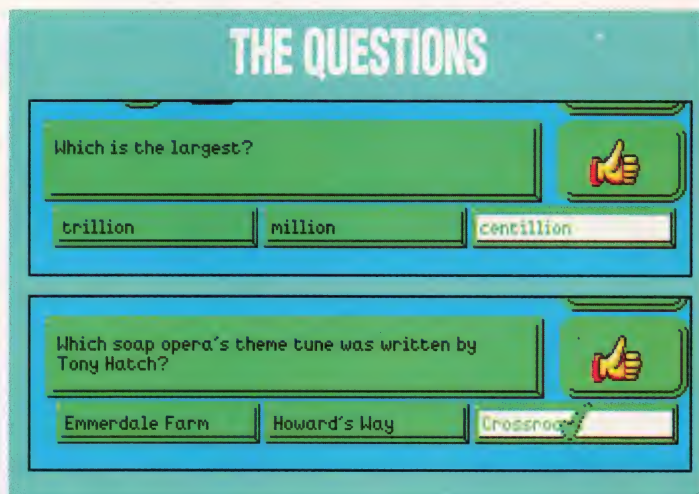 THE QUESTIONS
Which is the largest?
trillion million centillion
Which soap opera's theme tune was written by
Tony Hatch?
Emmerdale Farm Howard's Way